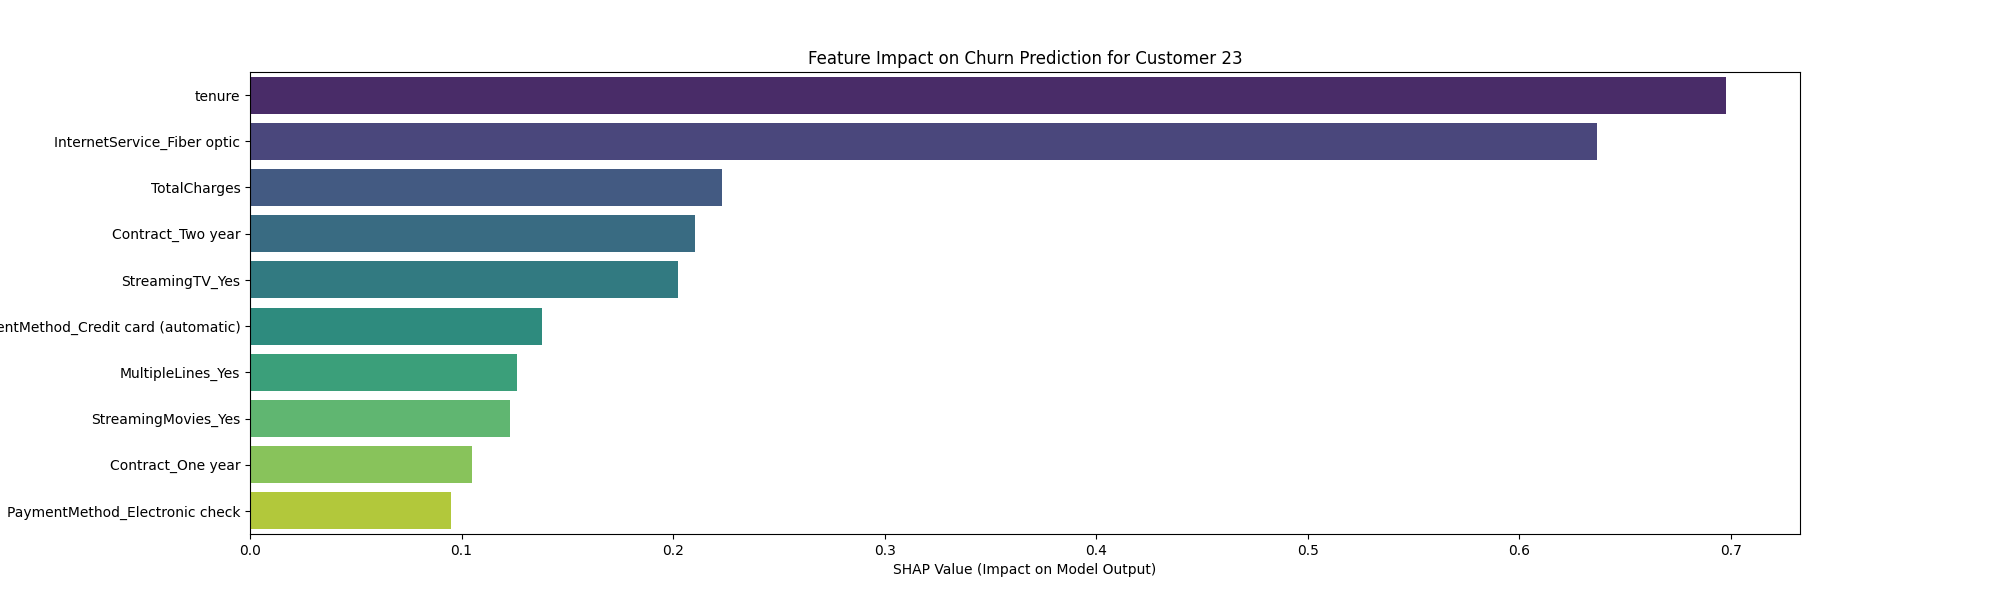 Feature Impact on Churn Prediction for Customer 23
tenure
InternetService_Fiber optic
TotalCharges
Contract_Two year
StreamingTV_Yes
entMethod_Credit card (automatic)
MultipleLines_Yes
StreamingMovies_Yes
Contract_One year
PaymentMethod_Electronic check
0.0 0.1 0.2 0.3 0.4 0.5 0.6 0.7
SHAP Value (Impact on Model Output)